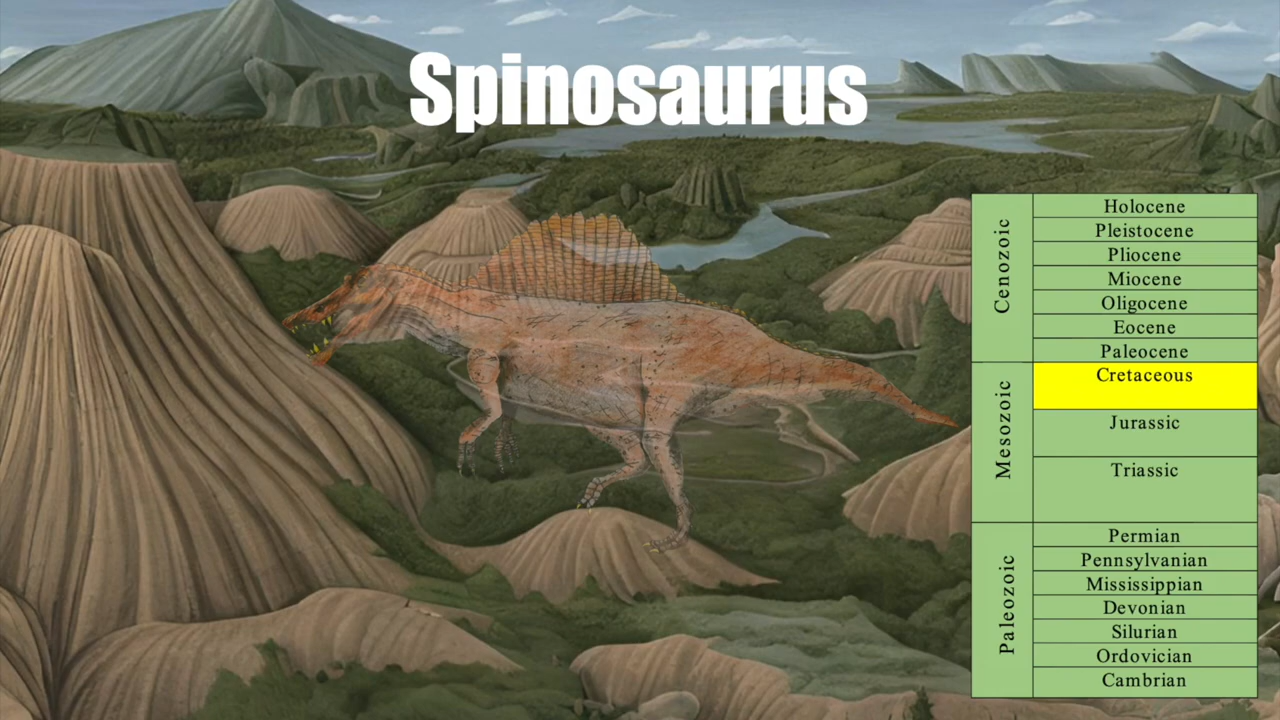 Spinosaurus
Cenozoic
Holocene
Pleistocene
Pliocene
Miocene
Oligocene
Eocene
Paleocene
Mesozoic
Cretaceous
Jurassic
Triassic
Paleozoic
Permian
Pennsylvanian
Mississippian
Devonian
Silurian
Ordovician
Cambrian